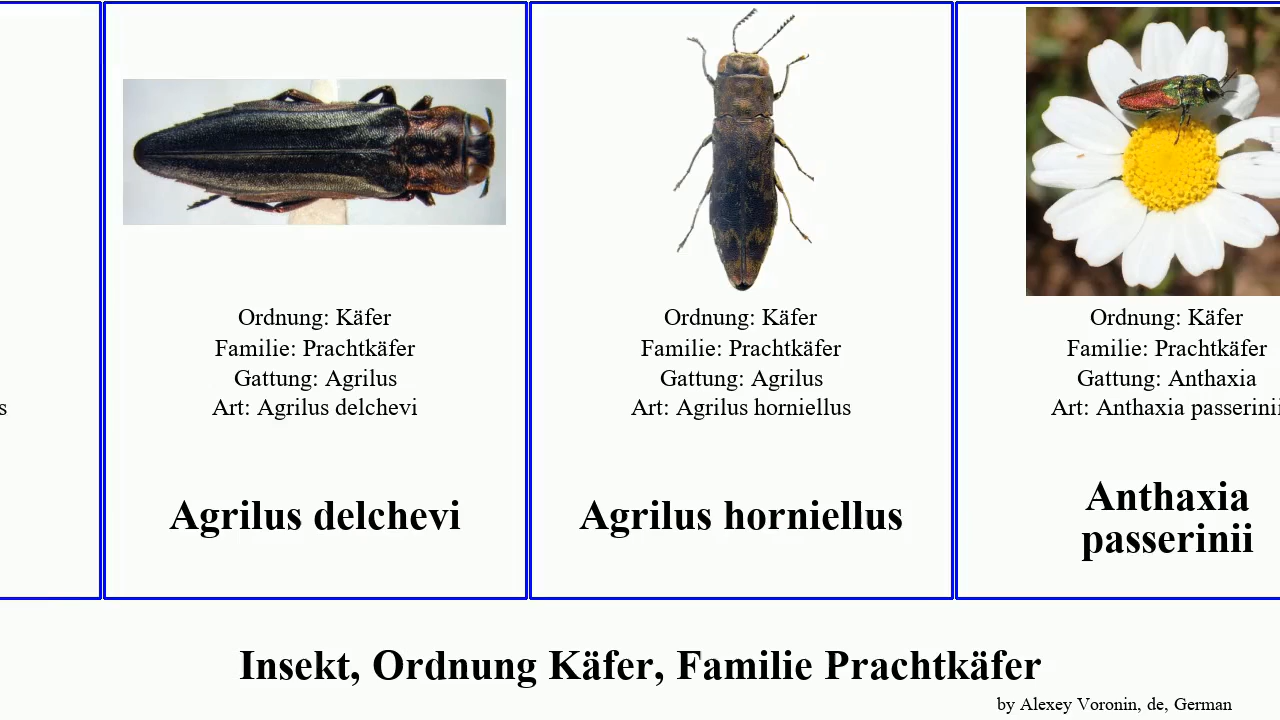 s
Ordnung: Käfer
Familie: Prachtkäfer
Gattung: Agrilus
Art: Agrilus delchevi
Agrilus delchevi
Ordnung: Käfer
Familie: Prachtkäfer
Gattung: Agrilus
Art: Agrilus horniellus
Agrilus horniellus
Ordnung: Käfer
Familie: Prachtkäfer
Gattung: Anthaxia
Art: Anthaxia passerinii
Anthaxia
passerinii
Insekt, Ordnung Käfer, Familie Prachtkäfer
by Alexey Voronin, de, German